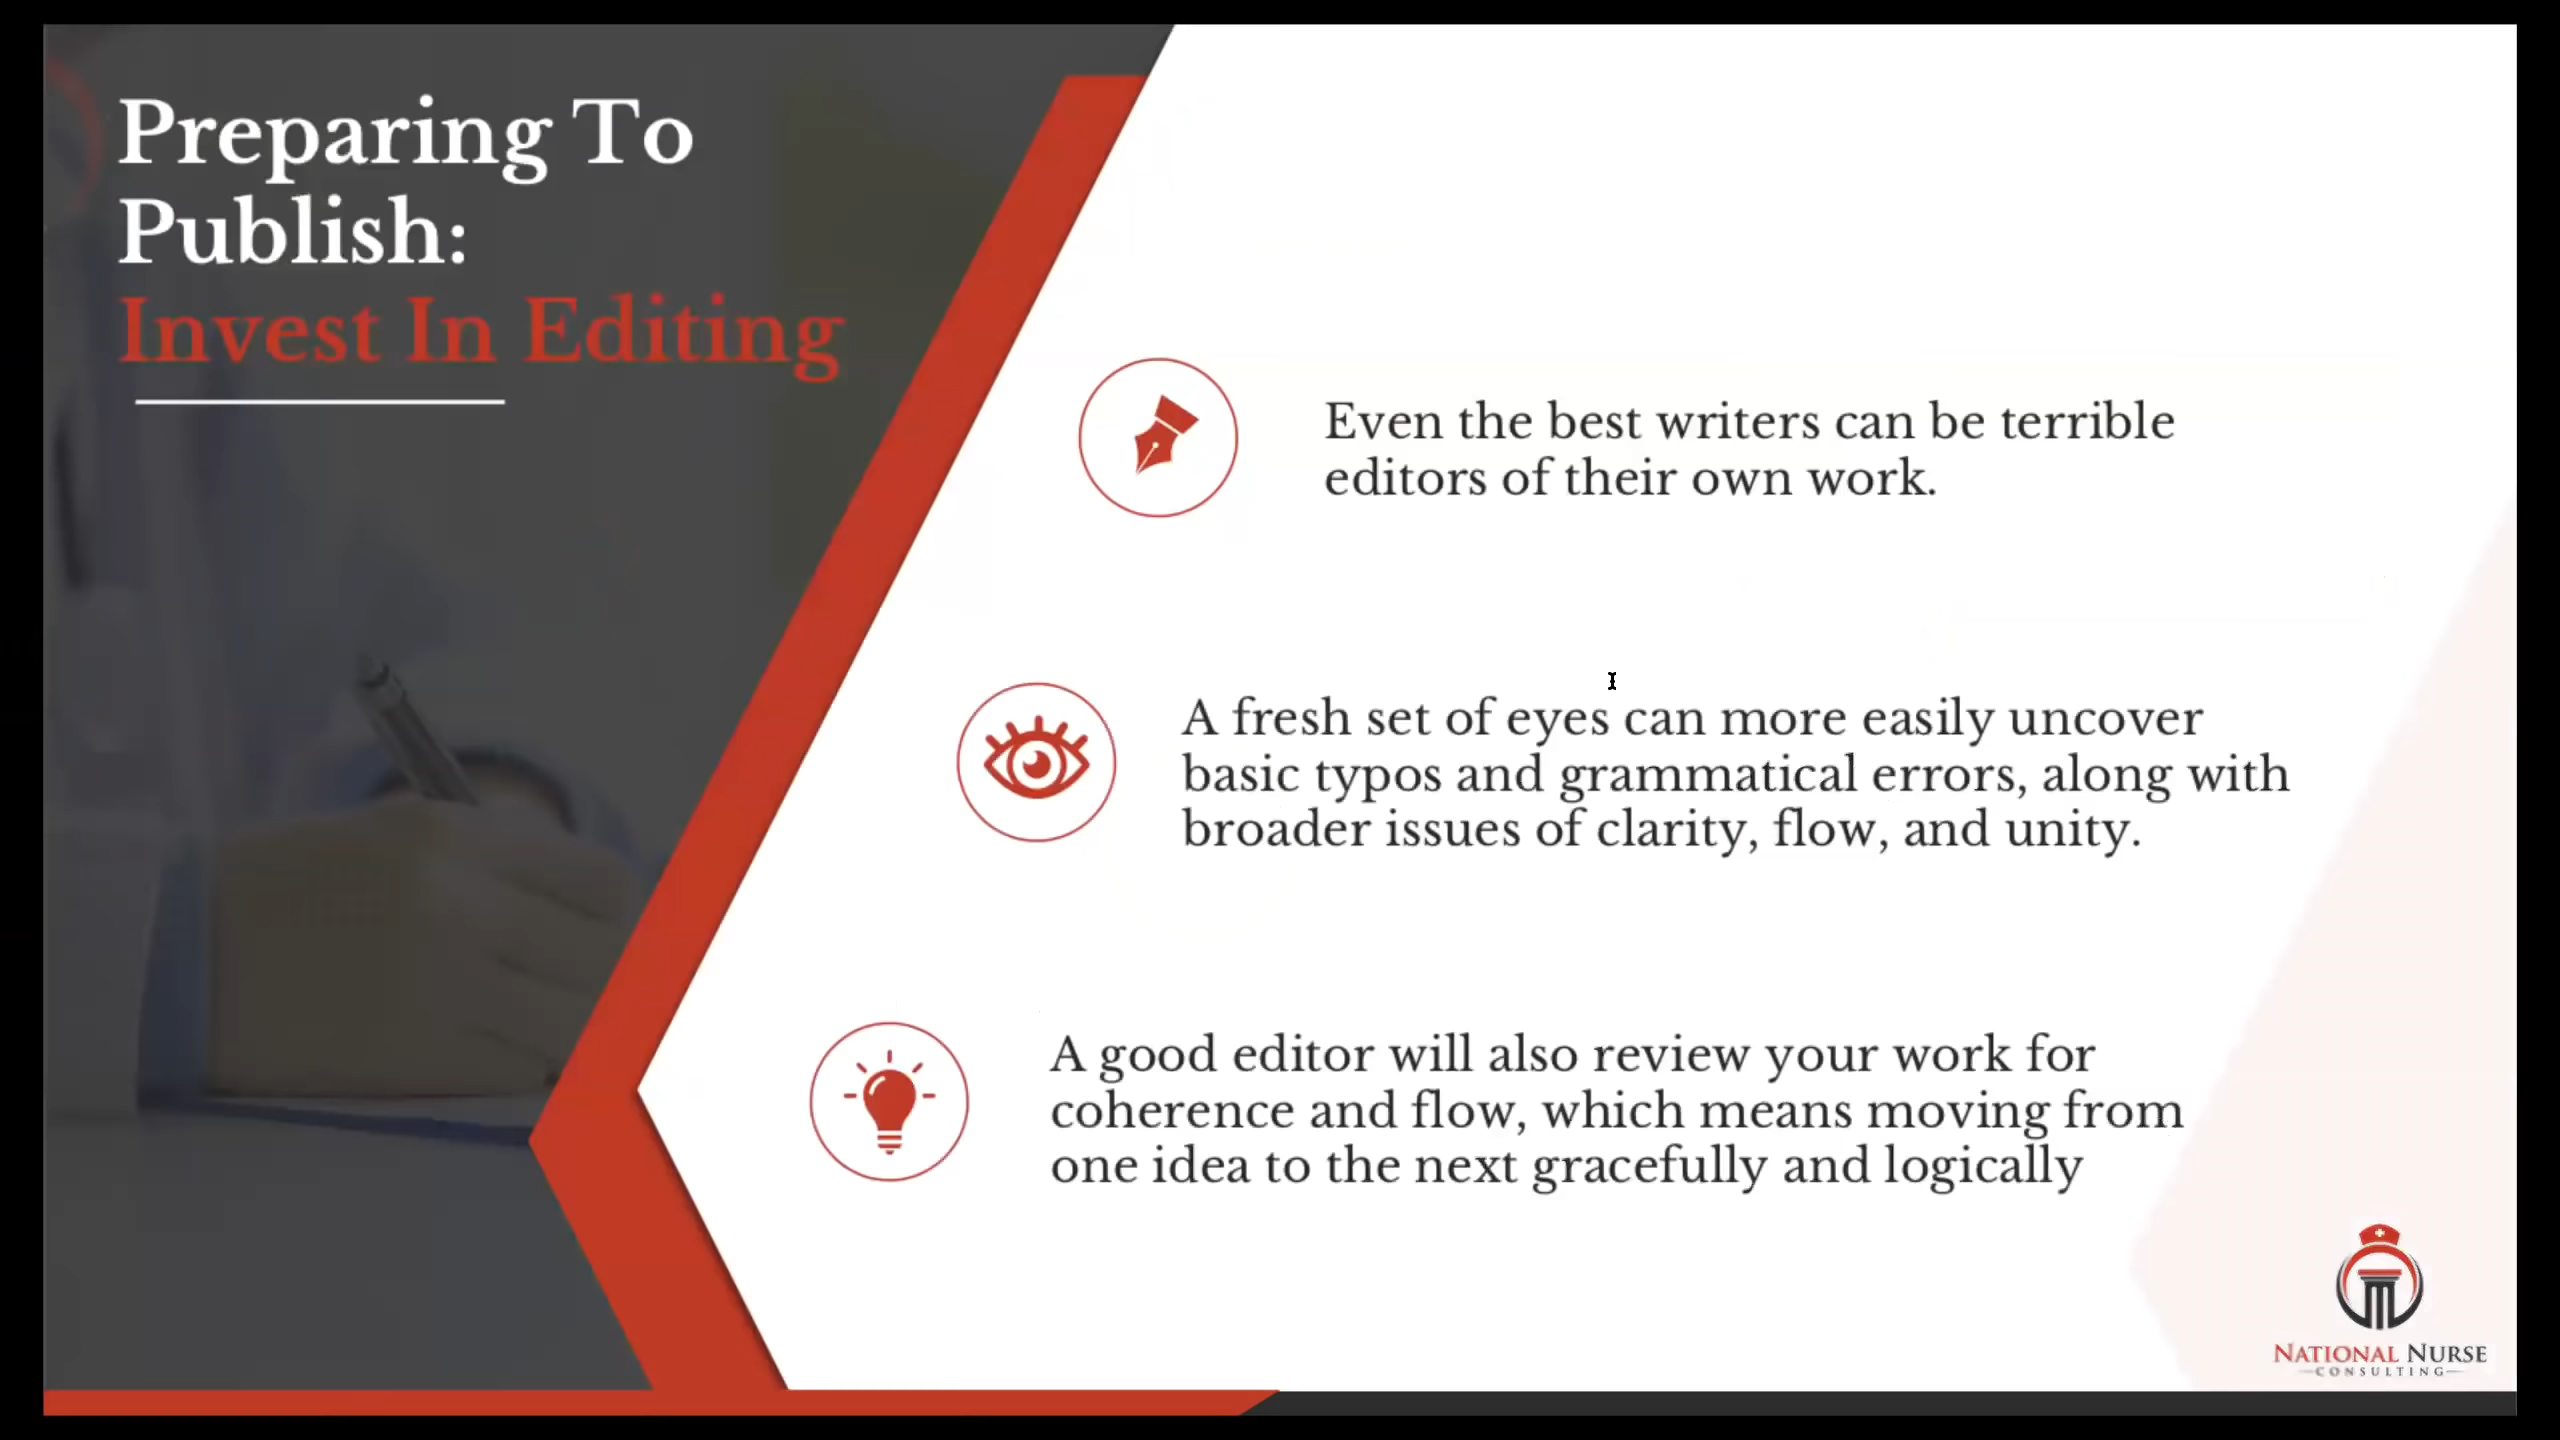 Preparing To
Publish:
Invest In Editing
Even the best writers can be terrible
editors of their own work.
A fresh set of eyes can more easily uncover
basic typos and grammatical errors, along with
broader issues of clarity, flow, and unity.
A good editor will also review your work for
coherence and flow, which means moving from
one idea to the next gracefully and logically
NATIONAL NURSE
CONSULTING